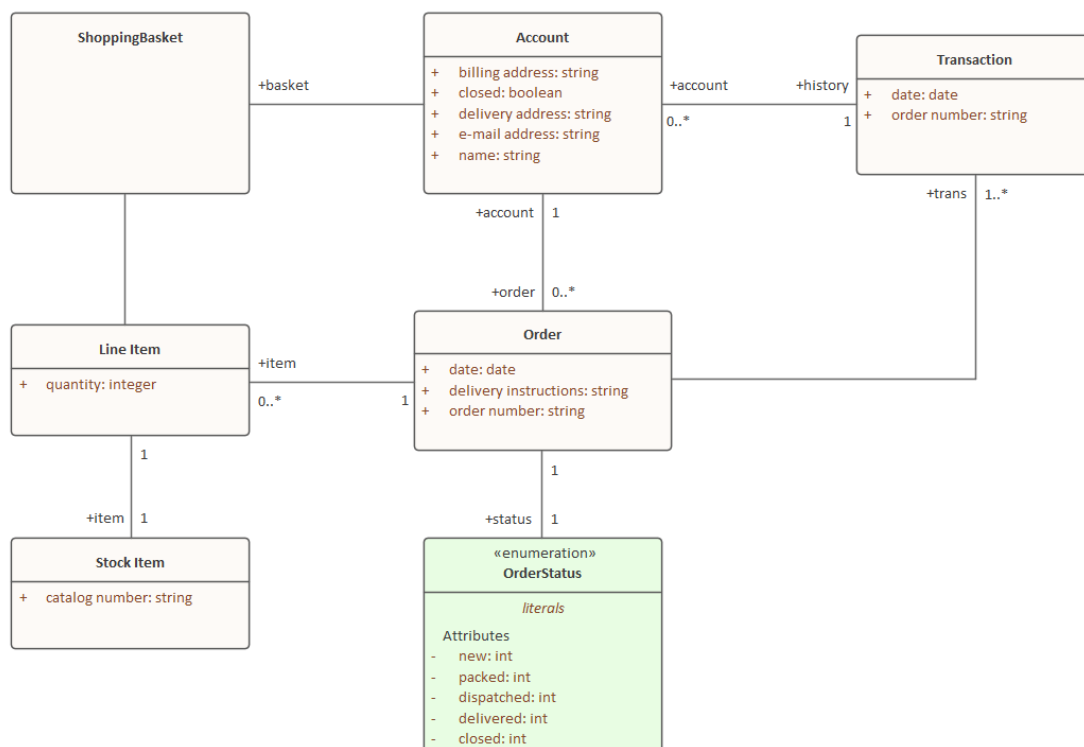 ShoppingBasket
+basket
Account
+ billing address: string
+ closed: boolean
+ delivery address: string
+ e-mail address: string
+ name: string
+account
0..*
+history
1
Transaction
+ date: date
+ order number: string
+trans
1..*
+account
1
+order
0..*
Line Item
+ quantity: integer
+item
0..*
1
Order
+ date: date
+ delivery instructions: string
+ order number: string
1
+item
1
Stock Item
+ catalog number: string
1
+status
1
«enumeration»
OrderStatus
literals
Attributes
- new: int
- packed: int
- dispatched: int
- delivered: int
- closed: int